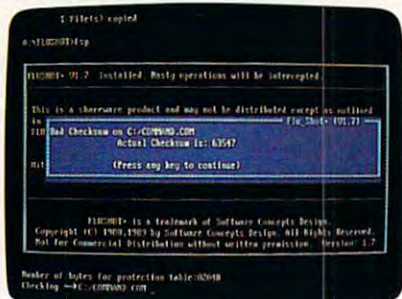 1 File(s) copied
A:\FLUSHOT>fsp
FLUSHOT+ V1.7 Installed. Nasty operations will be intercepted.
This is a shareware product and may not be distributed except as outlined
in
Flu_Shot+ (V1.7)
Bad Checksum on C:/COMMAND.COM
Actual Checksum is: 63547
(Press any key to continue)
Hit
FLUSHOT+ is a trademark of Software Concepts Design.
Copyright (C) 1988,1989 by Software Concepts Design. All Rights Reserved.
Not for Commercial Distribution without written permission. Version 1.7
Number of bytes for protection table:02048
Checking -->C:/COMMAND.COM